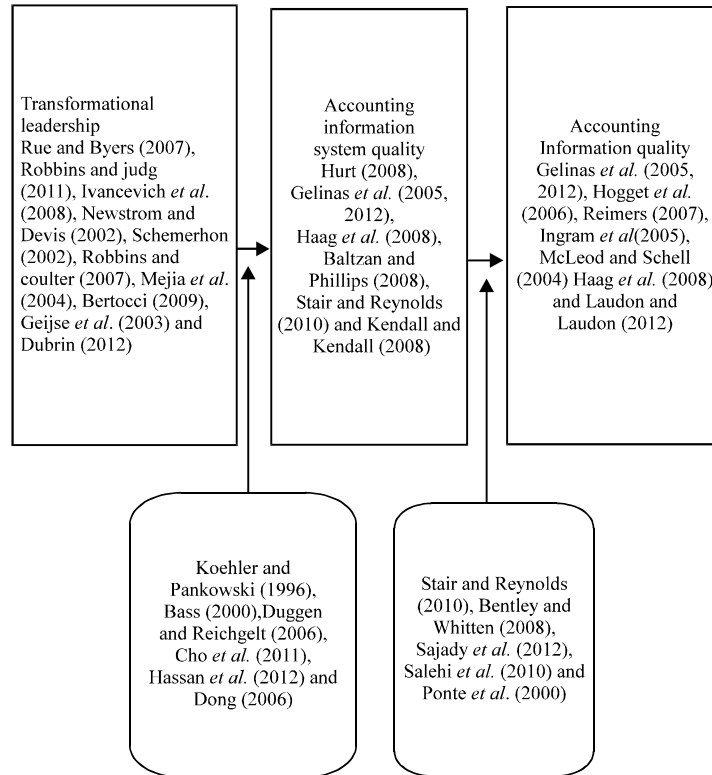 Transformational
leadership
Rue and Byers (2007),
Robbins and judg
(2011), Ivancevich et al.
(2008), Newstrom and
Devis (2002), Schemerhon
(2002), Robbins and
coulter (2007), Mejia et al.
(2004), Bertocci (2009),
Geijse et al. (2003) and
Dubrin (2012)
Accounting
information
system quality
Hurt (2008),
Gelinas et al. (2005,
2012),
Haag et al. (2008),
Baltzan and
Phillips (2008),
Stair and Reynolds
(2010) and Kendall and
Kendall (2008)
Accounting
Information quality
Gelinas et al. (2005,
2012), Hogget et al.
(2006), Reimers (2007),
Ingram et al(2005),
McLeod and Schell
(2004) Haag et al. (2008)
and Laudon and
Laudon (2012)
Koehler and
Pankowski (1996),
Bass (2000),Duggen
and Reichgelt (2006),
Cho et al. (2011),
Hassan et al. (2012) and
Dong (2006)
Stair and Reynolds
(2010), Bentley and
Whitten (2008),
Sajady et al. (2012),
Salehi et al. (2010) and
Ponte et al. (2000)